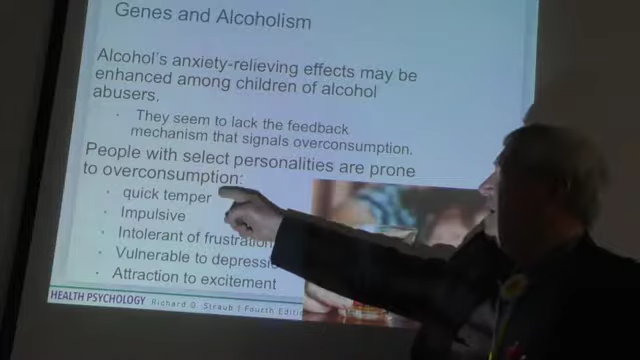 Genes and Alcoholism
Alcohol's anxiety-relieving effects may be
enhanced among children of alcohol
abusers.
They seem to lack the feedback
mechanism that signals overconsumption.
People with select personalities are prone
to overconsumption:
quick temper
Impulsive
Intolerant of frustration
Vulnerable to depressi
Attraction to excitement
HEALTH PSYCHOLOGY Richard O. Straub | Fourth Editio